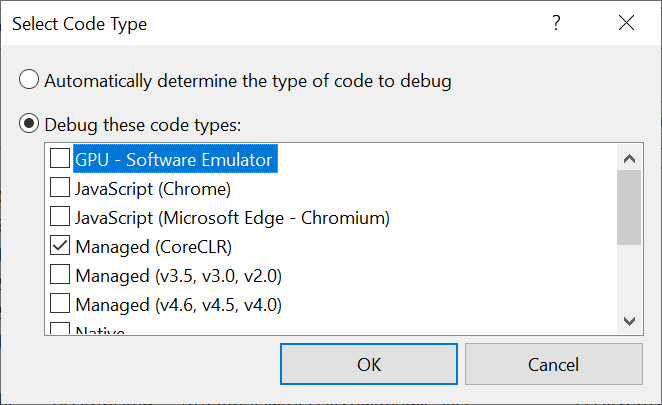 Select Code Type
?
Automatically determine the type of code to debug
Debug these code types:
GPU - Software Emulator
JavaScript (Chrome)
JavaScript (Microsoft Edge - Chromium)
Managed (CoreCLR)
Managed (v3.5, v3.0, v2.0)
Managed (v4.6, v4.5, v4.0)
Native
OK Cancel